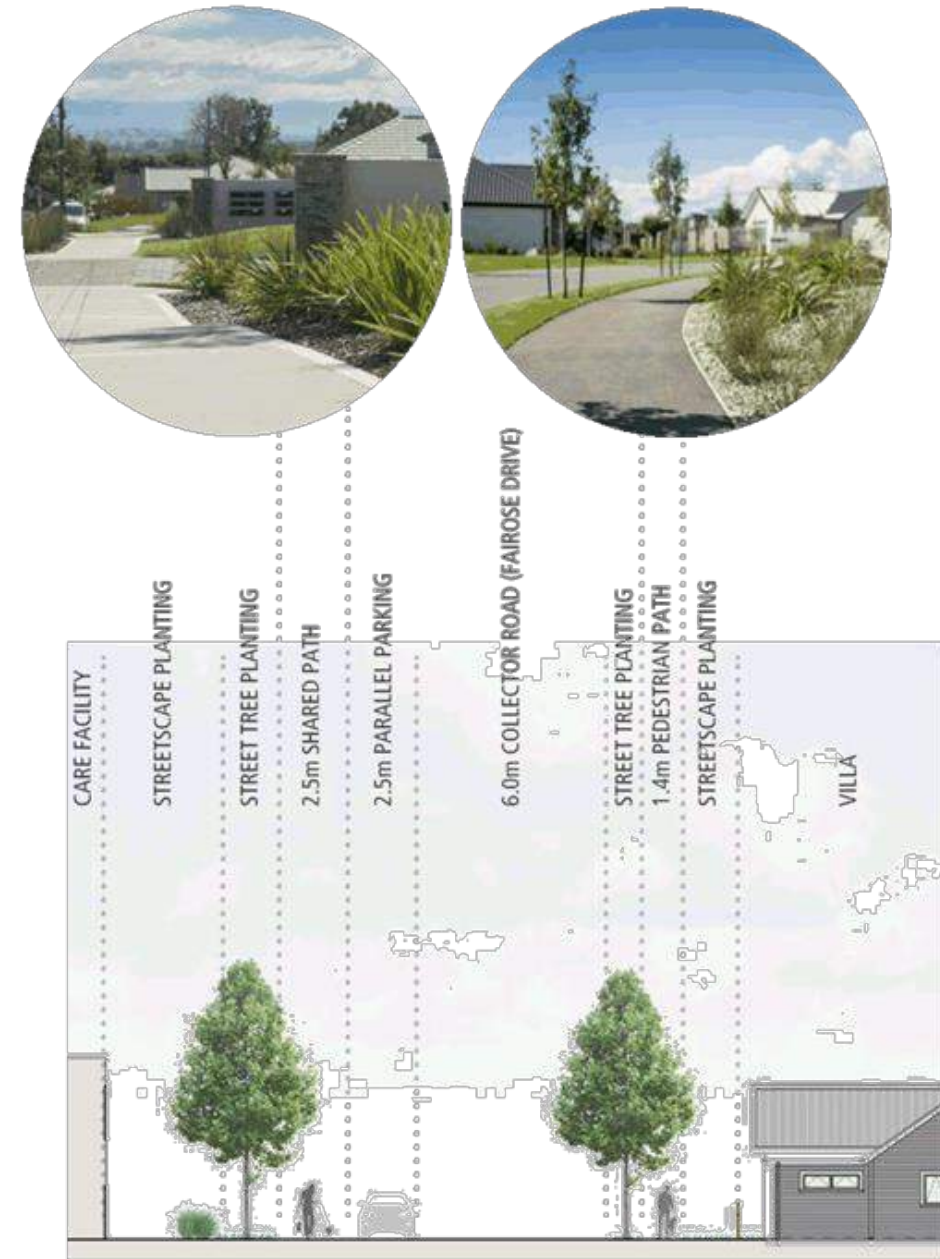 CARE FACILITY
STREETSCAPE PLANTING
STREET TREE PLANTING
2.5m SHARED PATH
2.5m PARALLEL PARKING
6.0m COLLECTOR ROAD (FAIROSE DRIVE)
STREET TREE PLANTING
1.4m PEDESTRIAN PATH
STREETSCAPE PLANTING
VILLA